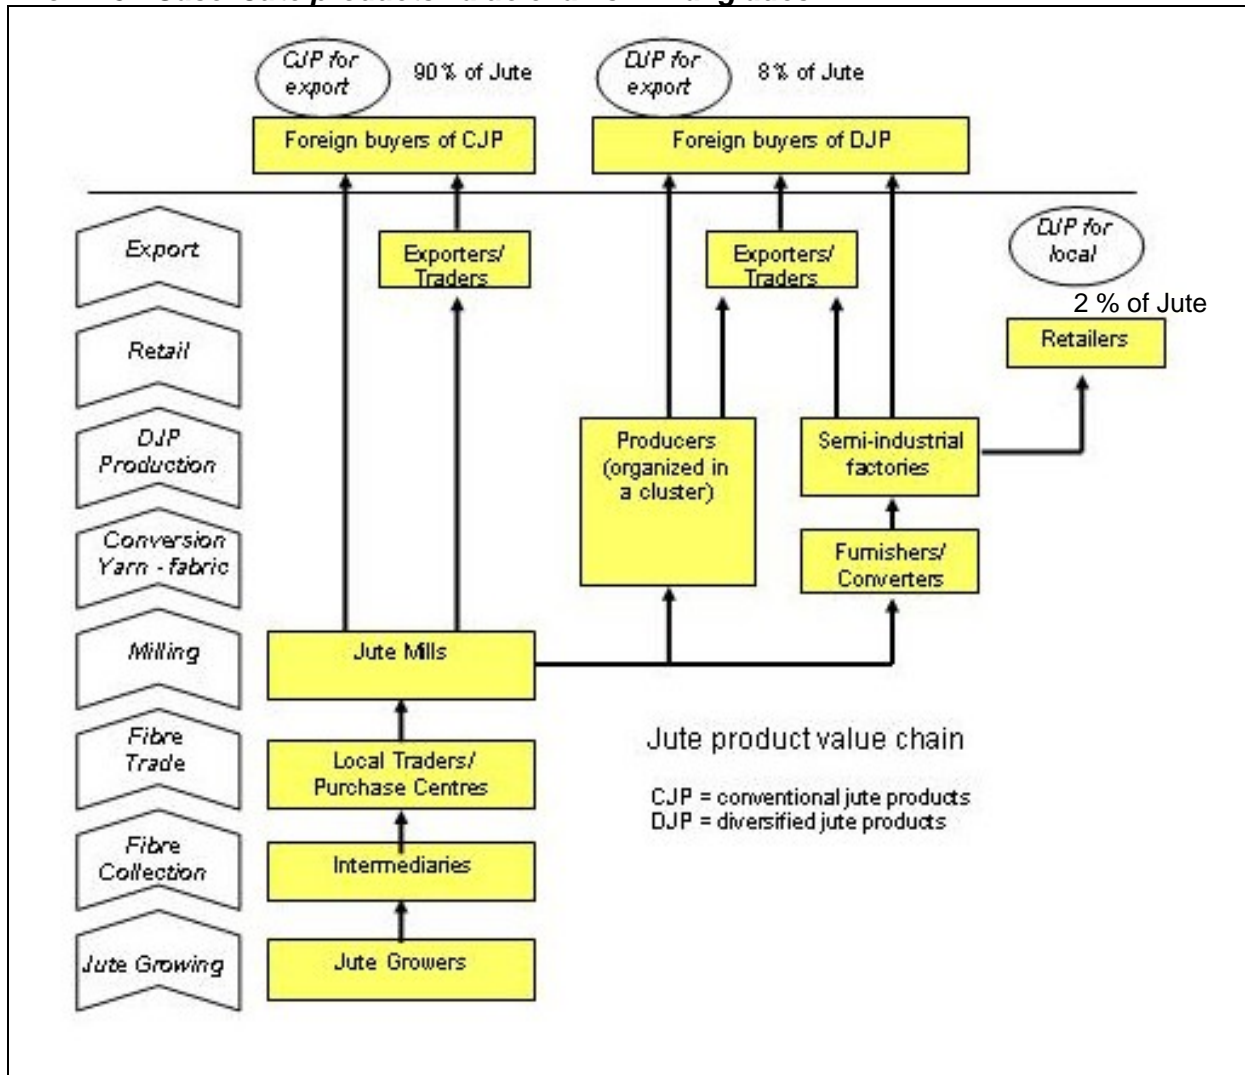 CJP for
export
90 % of Jute
DJP for
export
8 % of Jute
Foreign buyers of CJP
Foreign buyers of DJP
Export
Exporters/
Traders
Exporters/
Traders
DJP for
local
2 % of Jute
Retail
Retailers
DJP
Production
Producers
(organized in
a cluster)
Semi-industrial
factories
Conversion
Yarn - fabric
Furnishers/
Converters
Milling
Jute Mills
Fibre
Trade
Local Traders/
Purchase Centres
Jute product value chain
CJP = conventional jute products
DJP = diversified jute products
Fibre
Collection
Intermediaries
Jute Growing
Jute Growers